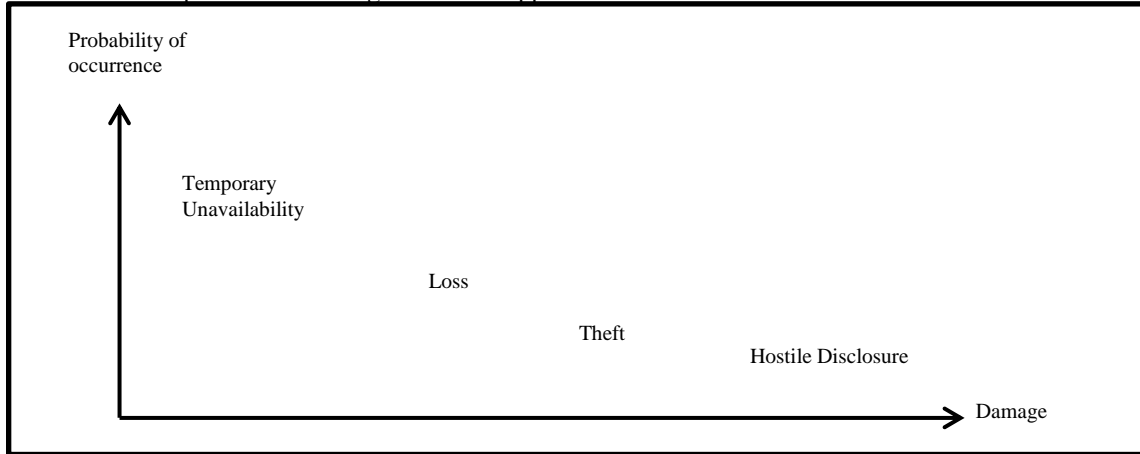 Probability of
occurrence
Temporary
Unavailability
Loss
Theft
Hostile Disclosure
Damage